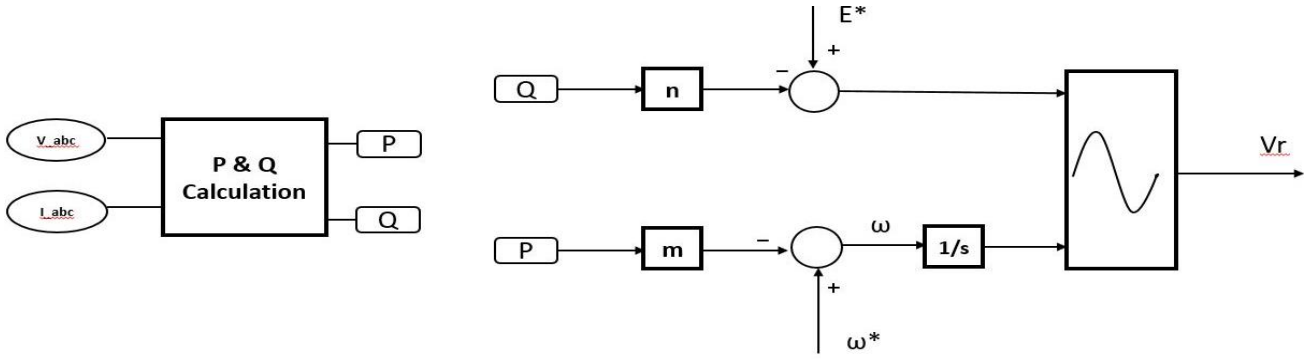 V_abc
I_abc
P & Q
Calculation
P
Q
E*
+
−
Q
n
Vr
P
m
−
ω
1/s
+
ω*